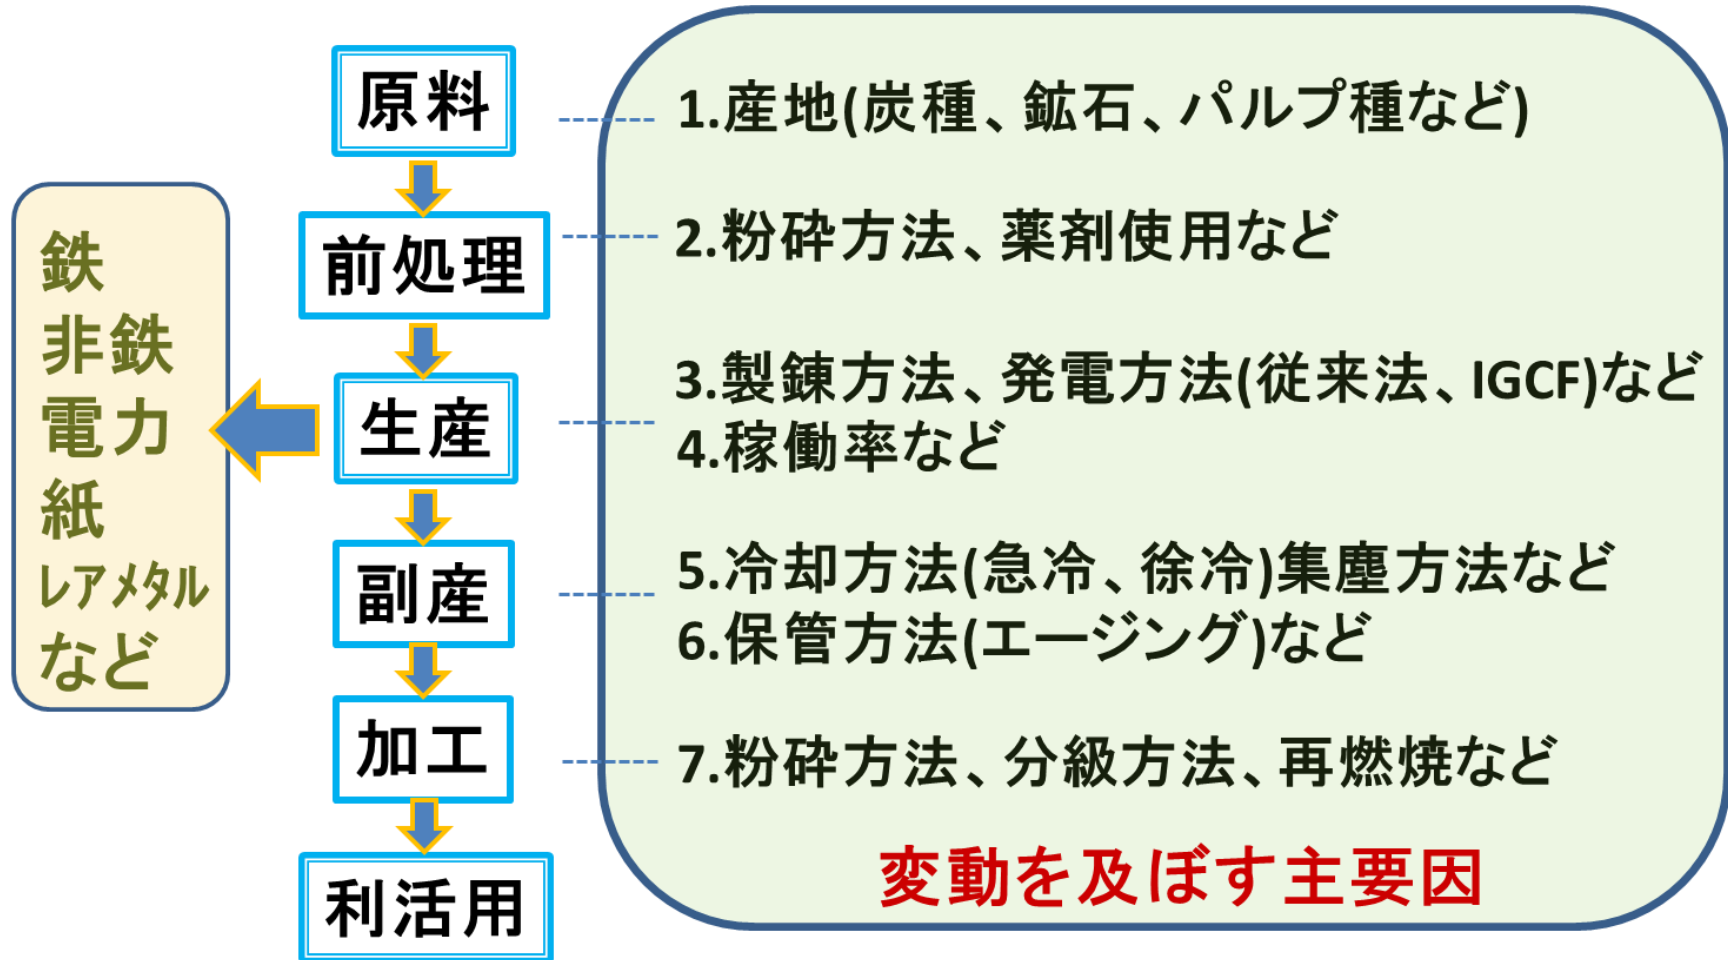 原料
1.産地(炭種、鉱石、パルプ種など)
前処理
2.粉砕方法、薬剤使用など
鉄
非鉄
電力
紙
レアメタル
など
生産
3.製錬方法、発電方法(従来法、IGCF)など
4.稼働率など
副産
5.冷却方法(急冷、徐冷)集塵方法など
6.保管方法(エージング)など
加工
7.粉砕方法、分級方法、再燃焼など
利活用
変動を及ぼす主要因